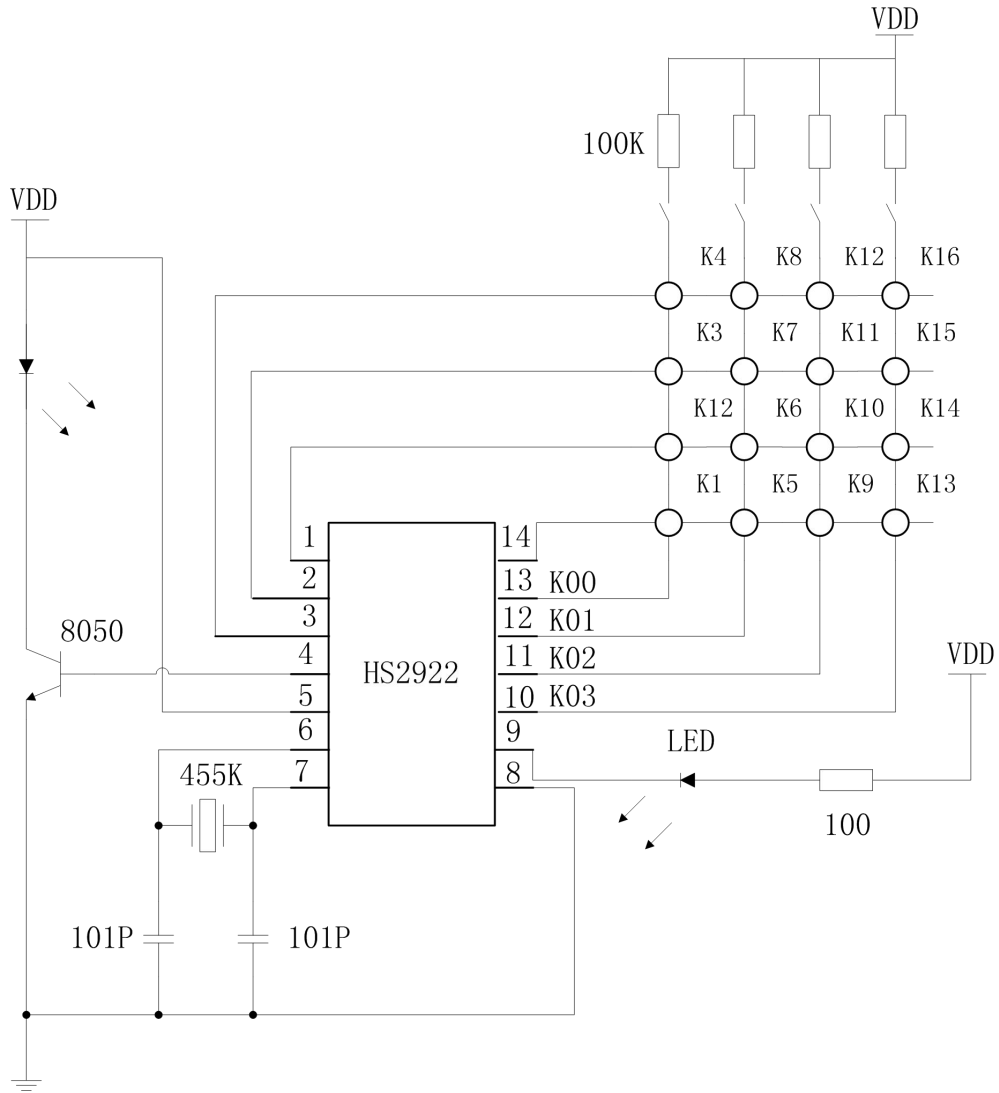 VDD
100K
VDD
K4 K8 K12 K16
K3 K7 K11 K15
K12 K6 K10 K14
K1 K5 K9 K13
1 14
2 13 K00
3 12 K01
8050 4 11 K02
HS2922
5 10 K03
VDD
6 9
LED
455K 7 8
100
101P 101P